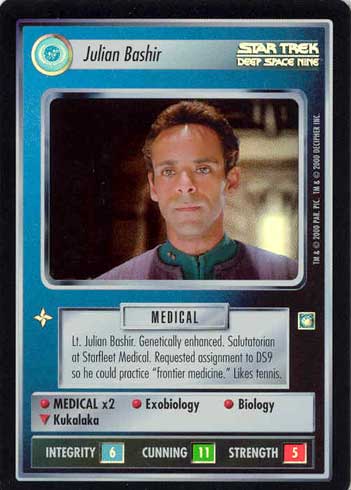 Julian Bashir
STAR TREK
DEEP SPACE NINE
TM & © 2000 PAR. PIC. TM & © 2000 DECIPHER INC.
MEDICAL
Lt. Julian Bashir. Genetically enhanced. Salutatorian
at Starfleet Medical. Requested assignment to DS9
so he could practice “frontier medicine.” Likes tennis.
MEDICAL x2 Exobiology Biology
Kukalaka
INTEGRITY 6 CUNNING 11 STRENGTH 5